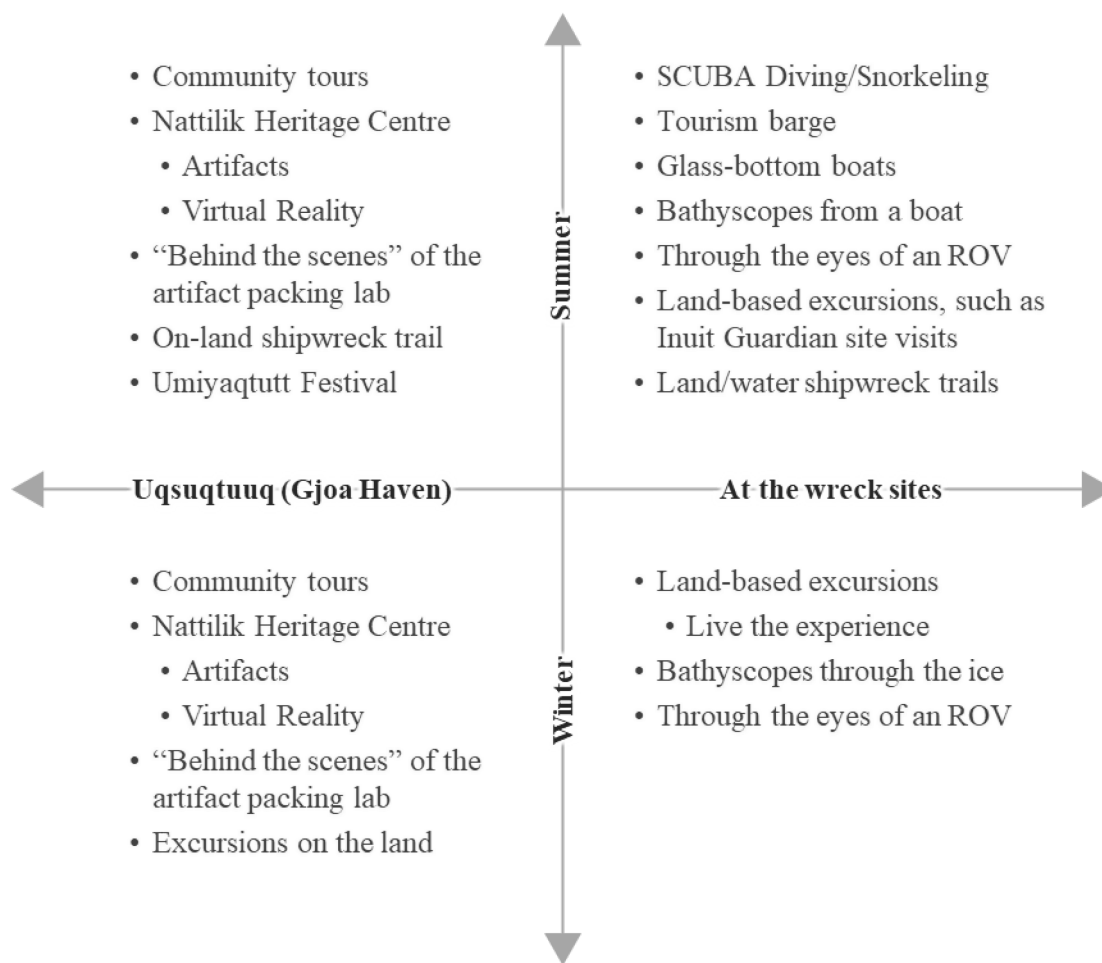 • Community tours
• Nattilik Heritage Centre
• Artifacts
• Virtual Reality
• “Behind the scenes” of the
artifact packing lab
• On-land shipwreck trail
• Umiyaqtutt Festival
• SCUBA Diving/Snorkeling
• Tourism barge
• Glass-bottom boats
• Bathyscopes from a boat
• Through the eyes of an ROV
• Land-based excursions, such as
Inuit Guardian site visits
• Land/water shipwreck trails
Summer
Uqsuqtuuq (Gjoa Haven)
At the wreck sites
• Community tours
• Nattilik Heritage Centre
• Artifacts
• Virtual Reality
• “Behind the scenes” of the
artifact packing lab
• Excursions on the land
Winter
• Land-based excursions
• Live the experience
• Bathyscopes through the ice
• Through the eyes of an ROV